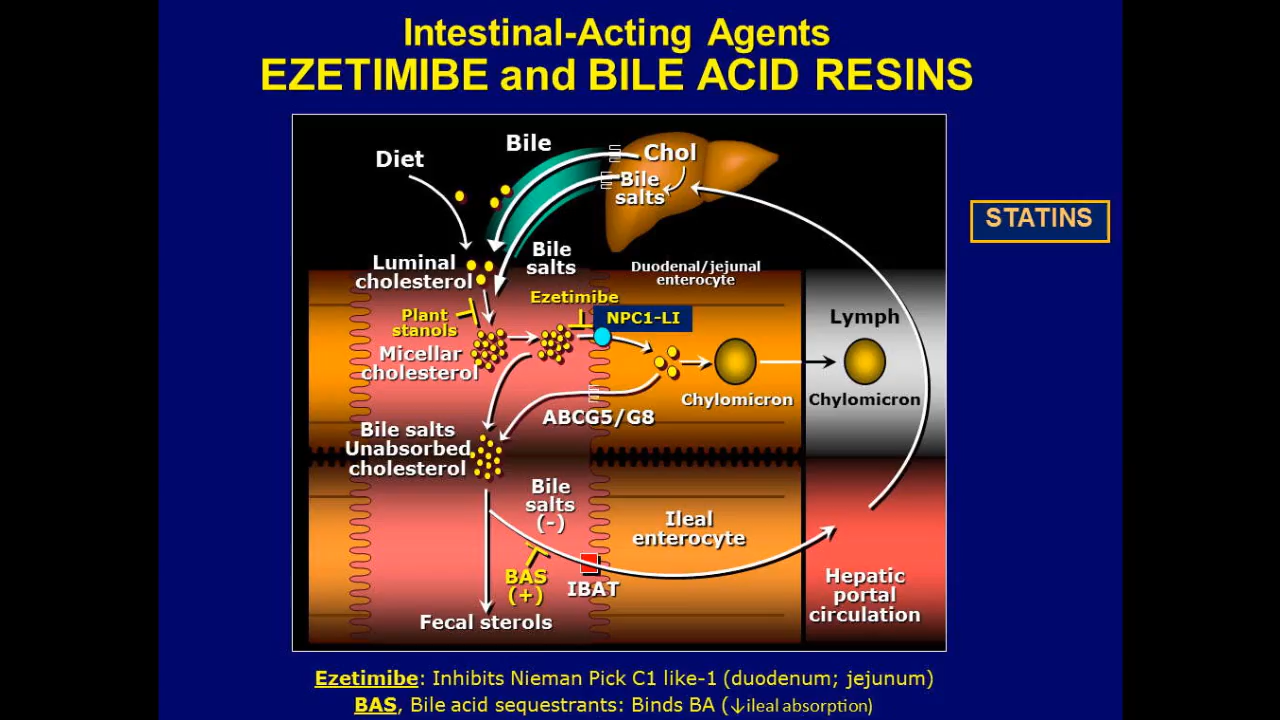 Intestinal-Acting Agents
EZETIMIBE and BILE ACID RESINS
Diet
Bile
Chol
Bile
salts
STATINS
Luminal
cholesterol
Bile
salts
Duodenal/jejunal
enterocyte
Ezetimibe
Plant
stanols
NPC1-LI
Lymph
Micellar
cholesterol
Chylomicron
Chylomicron
ABCG5/G8
Bile salts
Unabsorbed
cholesterol
Bile
salts
(-)
Ileal
enterocyte
BAS
(+)
IBAT
Hepatic
portal
circulation
Fecal sterols
Ezetimibe: Inhibits Nieman Pick C1 like-1 (duodenum; jejunum)
BAS, Bile acid sequestrants: Binds BA (↓ileal absorption)